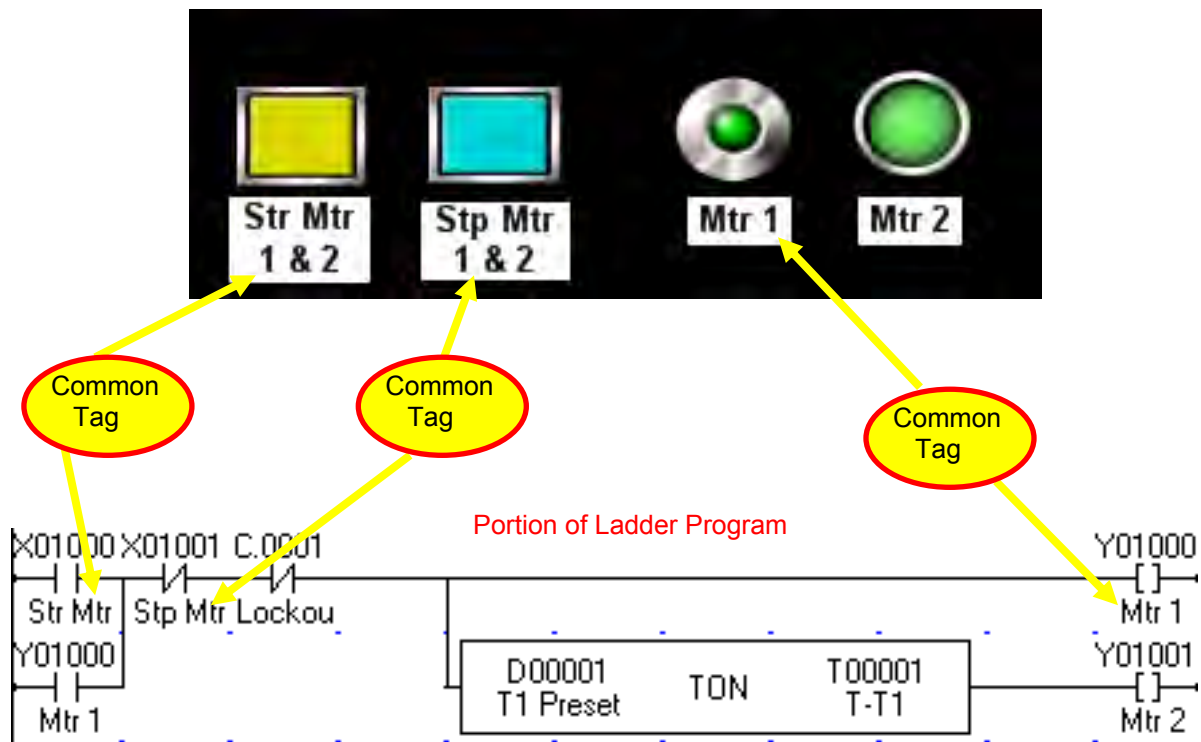 Str Mtr
1 & 2
Stp Mtr
1 & 2
Mtr 1
Mtr 2
Common
Tag
Common
Tag
Common
Tag
Portion of Ladder Program
X01000 X01001 C.0001
Y01000
Str Mtr
Stp Mtr Lockou
Mtr 1
Y01000
Mtr 1
D00001
T1 Preset
TON
T00001
T-T1
Y01001
Mtr 2